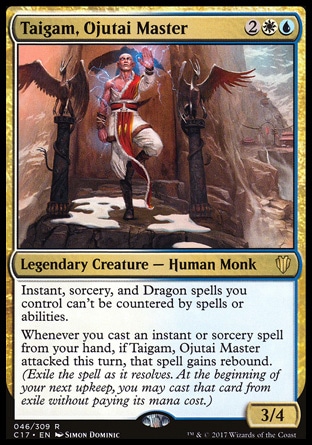 Taigam, Ojutai Master 2
Legendary Creature — Human Monk
Instant, sorcery, and Dragon spells you
control can't be countered by spells or
abilities.
Whenever you cast an instant or sorcery spell
from your hand, if Taigam, Ojutai Master
attacked this turn, that spell gains rebound.
(Exile the spell as it resolves. At the beginning
of your next upkeep, you may cast that card from
exile without paying its mana cost.)
3/4
046/309 R
C17 • EN Simon Dominic
™ & © 2017 Wizards of the Coast